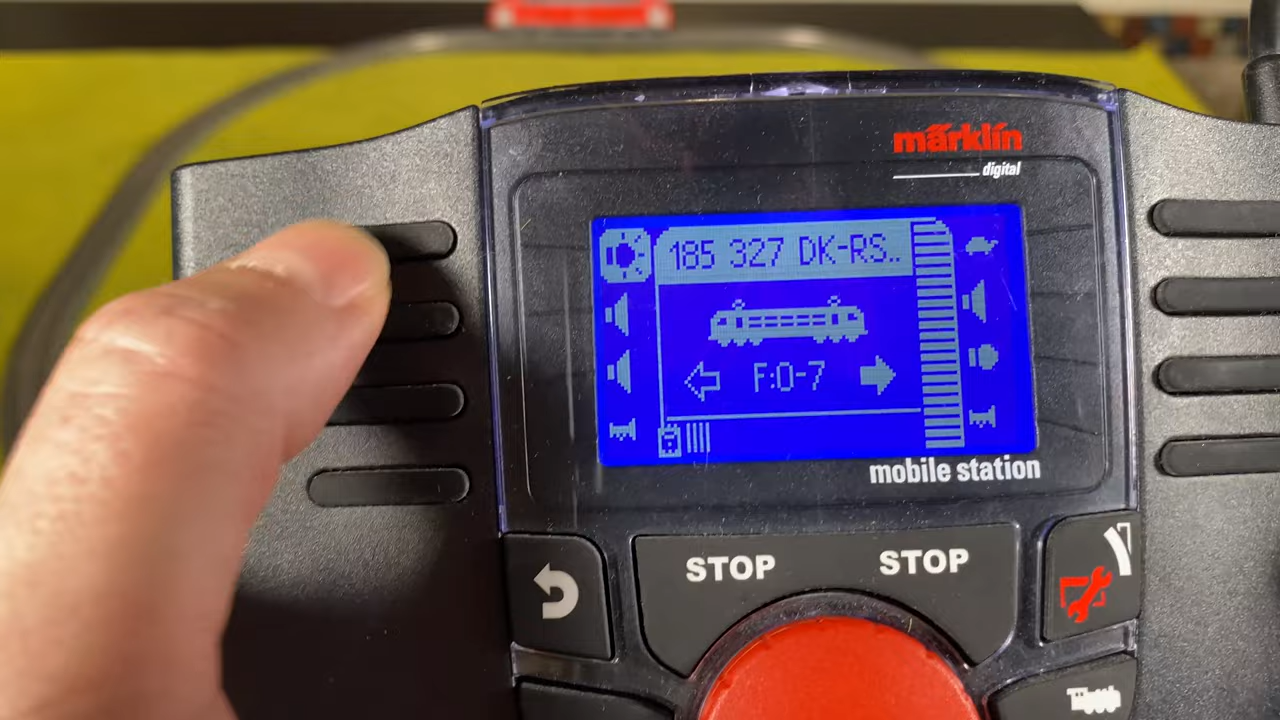 märklin
digital
185 327 DK-RS..
F:0-7
mobile station
STOP STOP